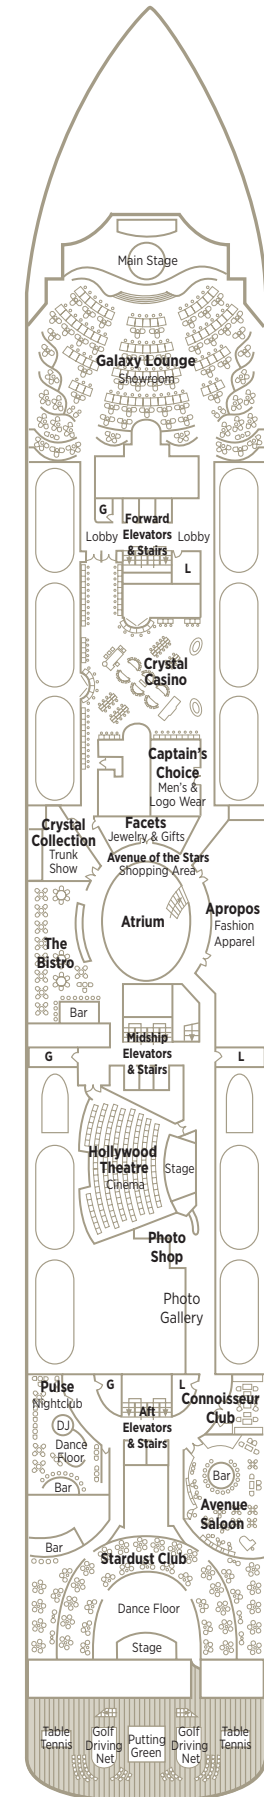 Main Stage
Galaxy Lounge
Showroom
G
Forward
Elevators
& Stairs
Lobby
Lobby
L
Crystal
Casino
Captain's
Choice
Men's &
Logo Wear
Crystal
Collection
Trunk
Show
Facets
Jewelry & Gifts
Avenue of the Stars
Shopping Area
Atrium
Apropos
Fashion
Apparel
The
Bistro
Bar
Midship
Elevators
& Stairs
G
L
Hollywood
Theatre
Cinema
Stage
Photo
Shop
Photo
Gallery
Pulse
Nightclub
DJ
Dance
Floor
Bar
G
L
Aft
Elevators
& Stairs
Connoisseur
Club
Bar
Avenue
Saloon
Bar
Stardust Club
Dance Floor
Stage
Table
Tennis
Golf
Driving
Net
Putting
Green
Golf
Driving
Net
Table
Tennis